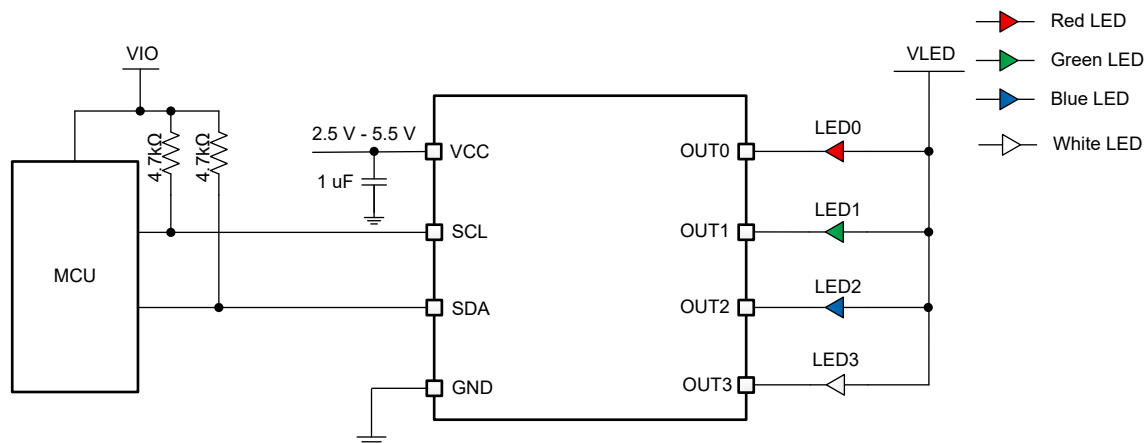 VIO
4.7kΩ
4.7kΩ
MCU
2.5 V - 5.5 V
1 uF
VCC
SCL
SDA
GND
OUT0
OUT1
OUT2
OUT3
LED0
LED1
LED2
LED3
VLED
Red LED
Green LED
Blue LED
White LED